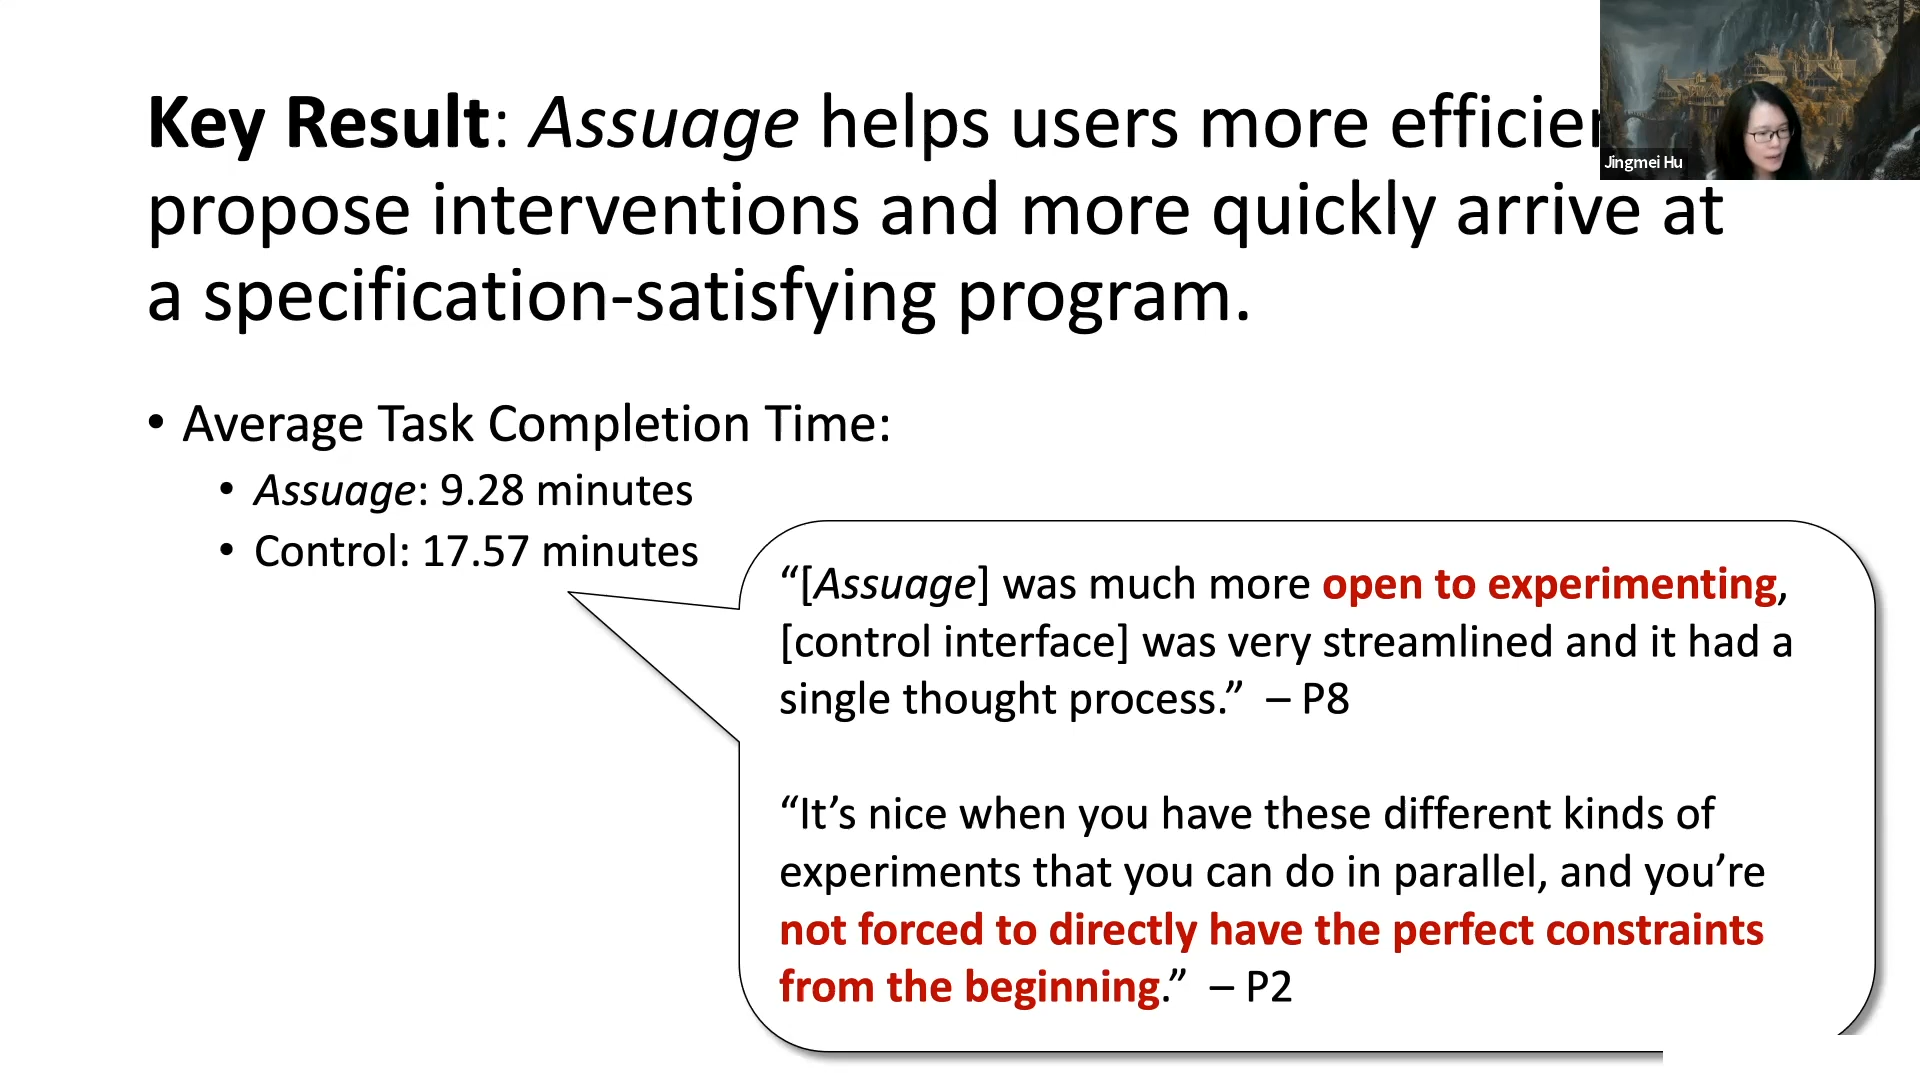 Key Result: Assuage helps users more
propose interventions and more quickly arrive at
a specification-satisfying program.
Jingmei Hu
• Average Task Completion Time:
• Assuage: 9.28 minutes
• Control: 17.57 minutes
“[Assuage] was much more open to experimenting,
[control interface] was very streamlined and it had a
single thought process.” – P8
“It’s nice when you have these different kinds of
experiments that you can do in parallel, and you’re
not forced to directly have the perfect constraints
from the beginning.” – P2